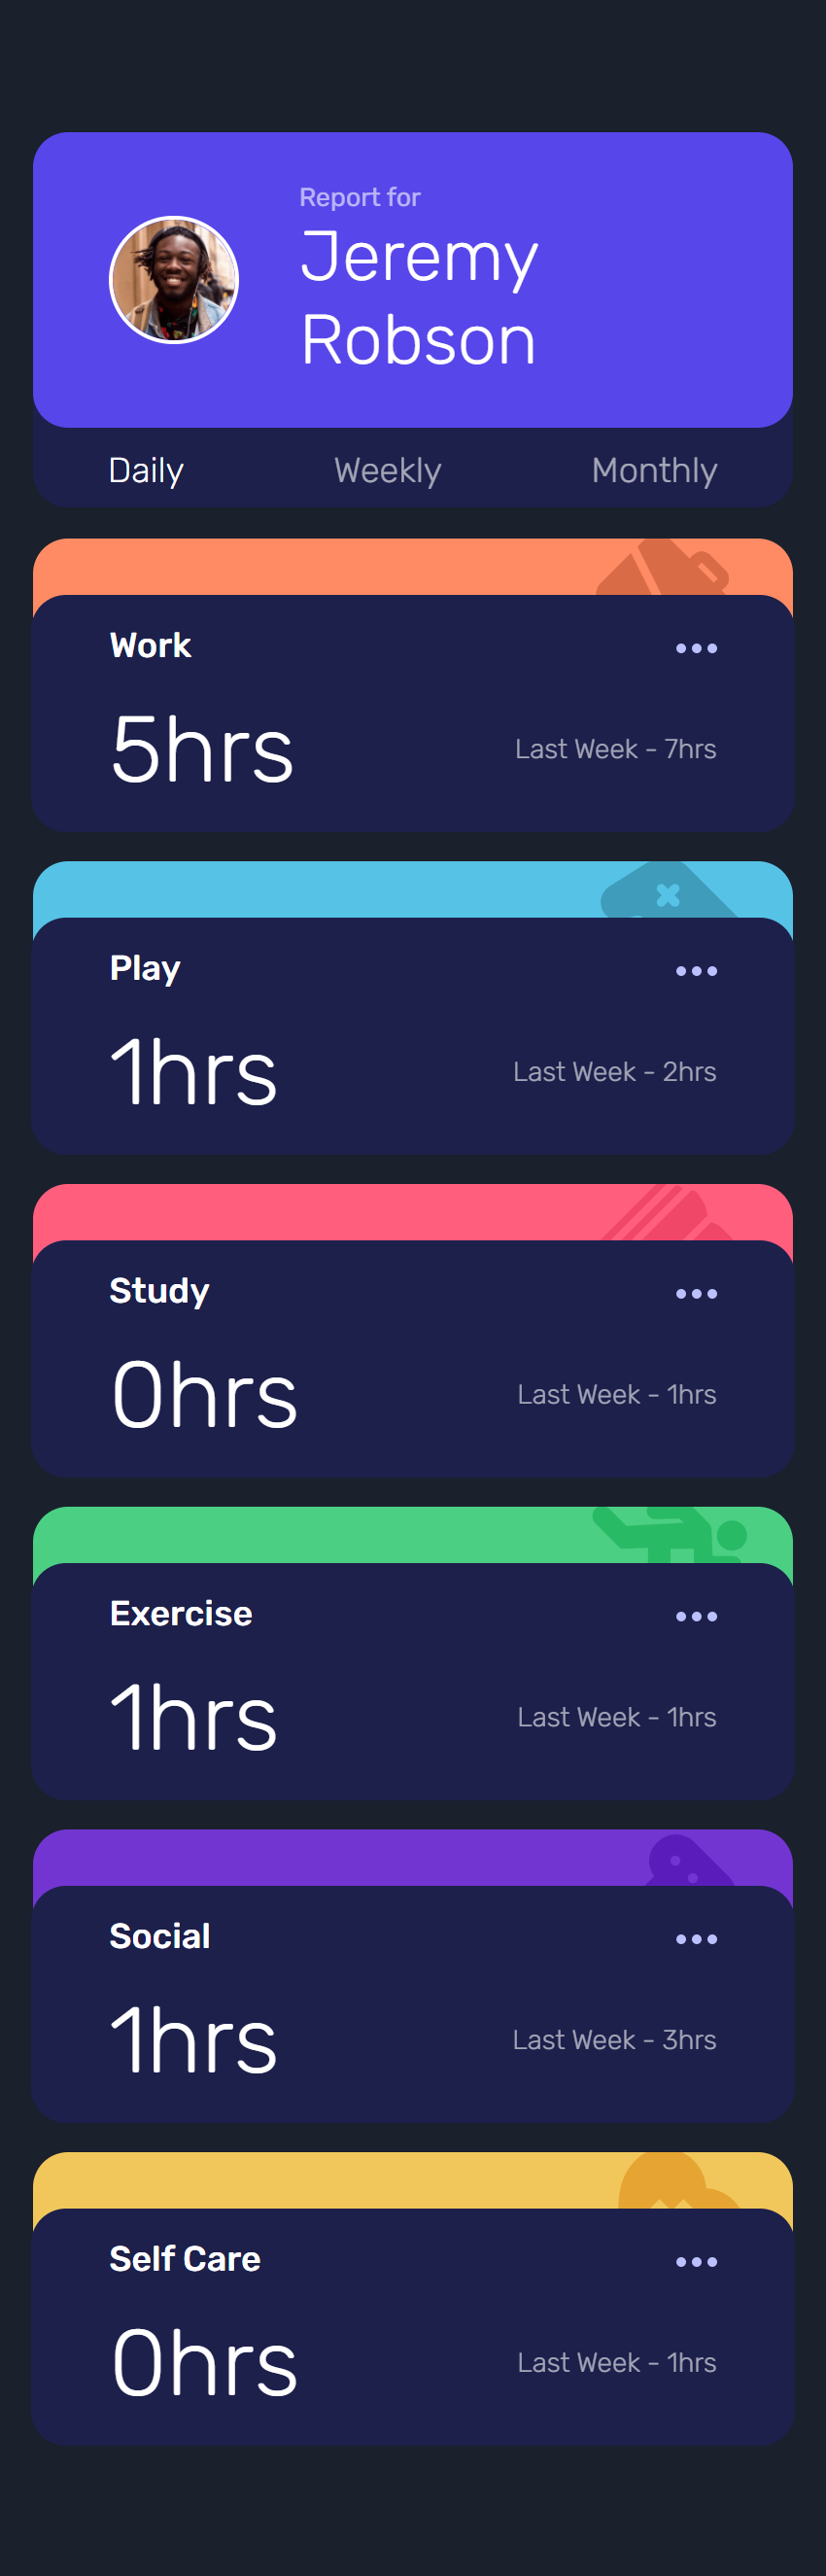 Report for
Jeremy
Robson
Daily Weekly Monthly
Work
5hrs Last Week - 7hrs
Play
1hrs Last Week - 2hrs
Study
0hrs Last Week - 1hrs
Exercise
1hrs Last Week - 1hrs
Social
1hrs Last Week - 3hrs
Self Care
0hrs Last Week - 1hrs